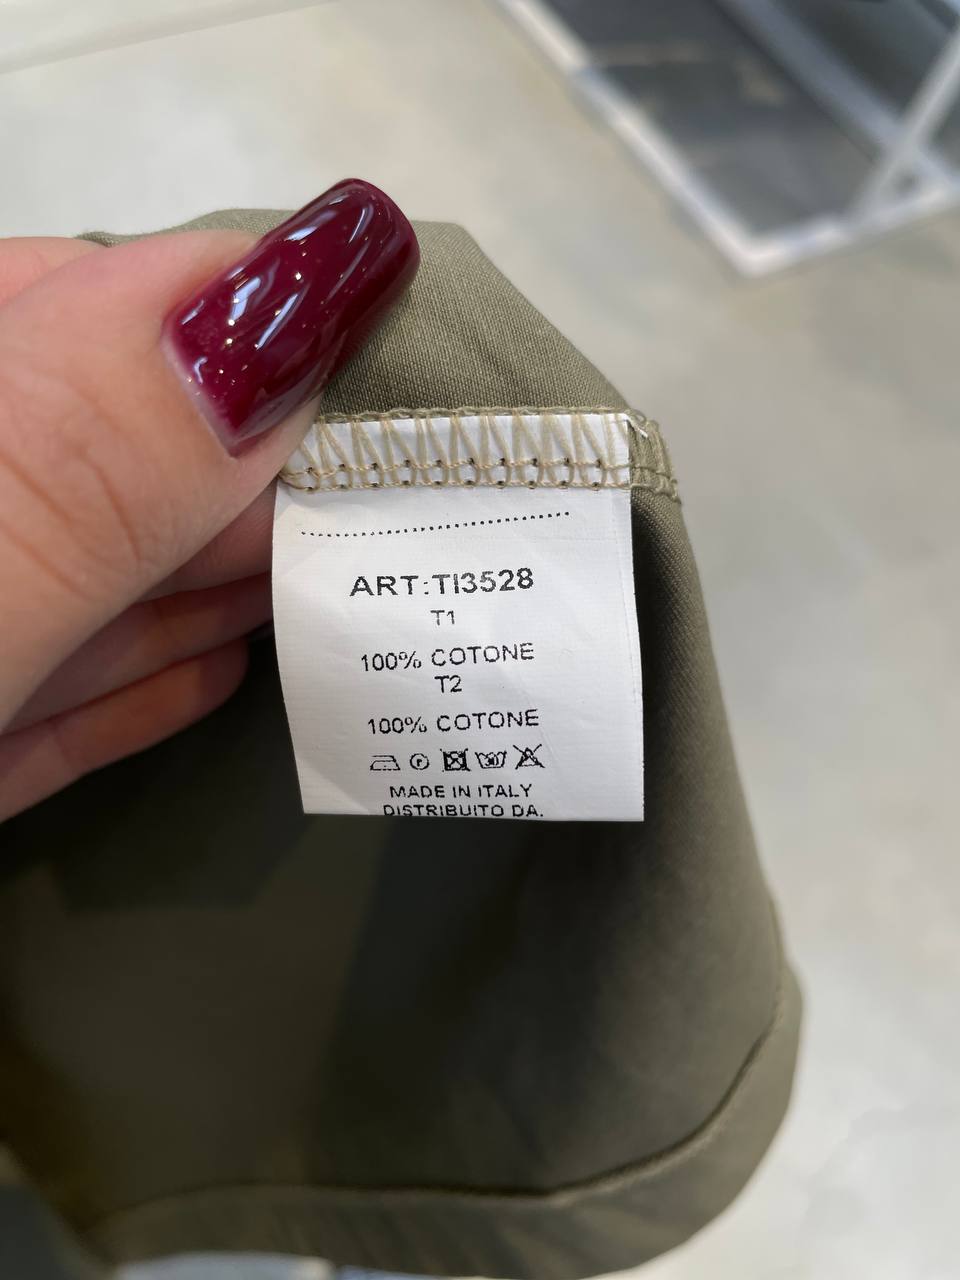 ART:TI3528
T1
100% COTONE
T2
100% COTONE
MADE IN ITALY
DISTRIBUITO DA.